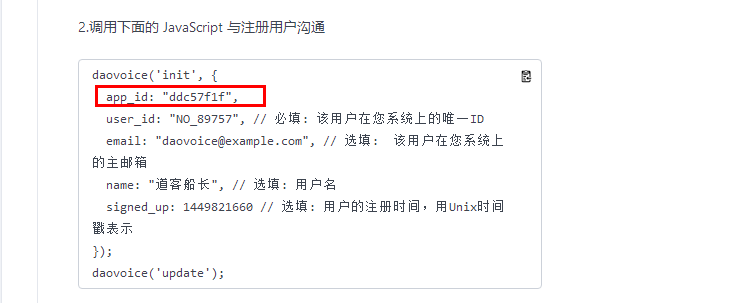 2.调用下面的 JavaScript 与注册用户沟通
daovoice('init', {
  app_id: "ddc57f1f",
  user_id: "NO_89757", // 必填: 该用户在您系统上的唯一ID
  email: "daovoice@example.com", // 选填:  该用户在您系统上
的主邮箱
  name: "道客船长", // 选填: 用户名
  signed_up: 1449821660 // 选填: 用户的注册时间，用Unix时间
戳表示
});
daovoice('update');